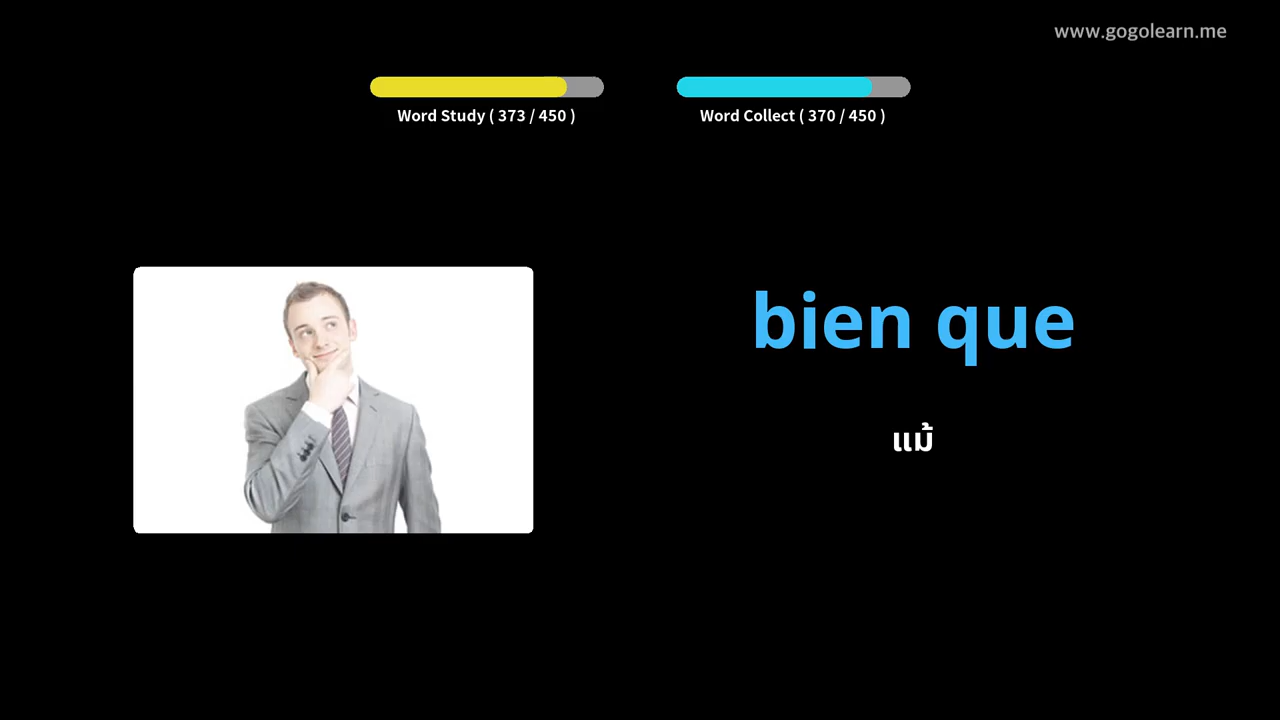 www.gogolearn.me
Word Study ( 373 / 450 )
Word Collect ( 370 / 450 )
bien que
แม้